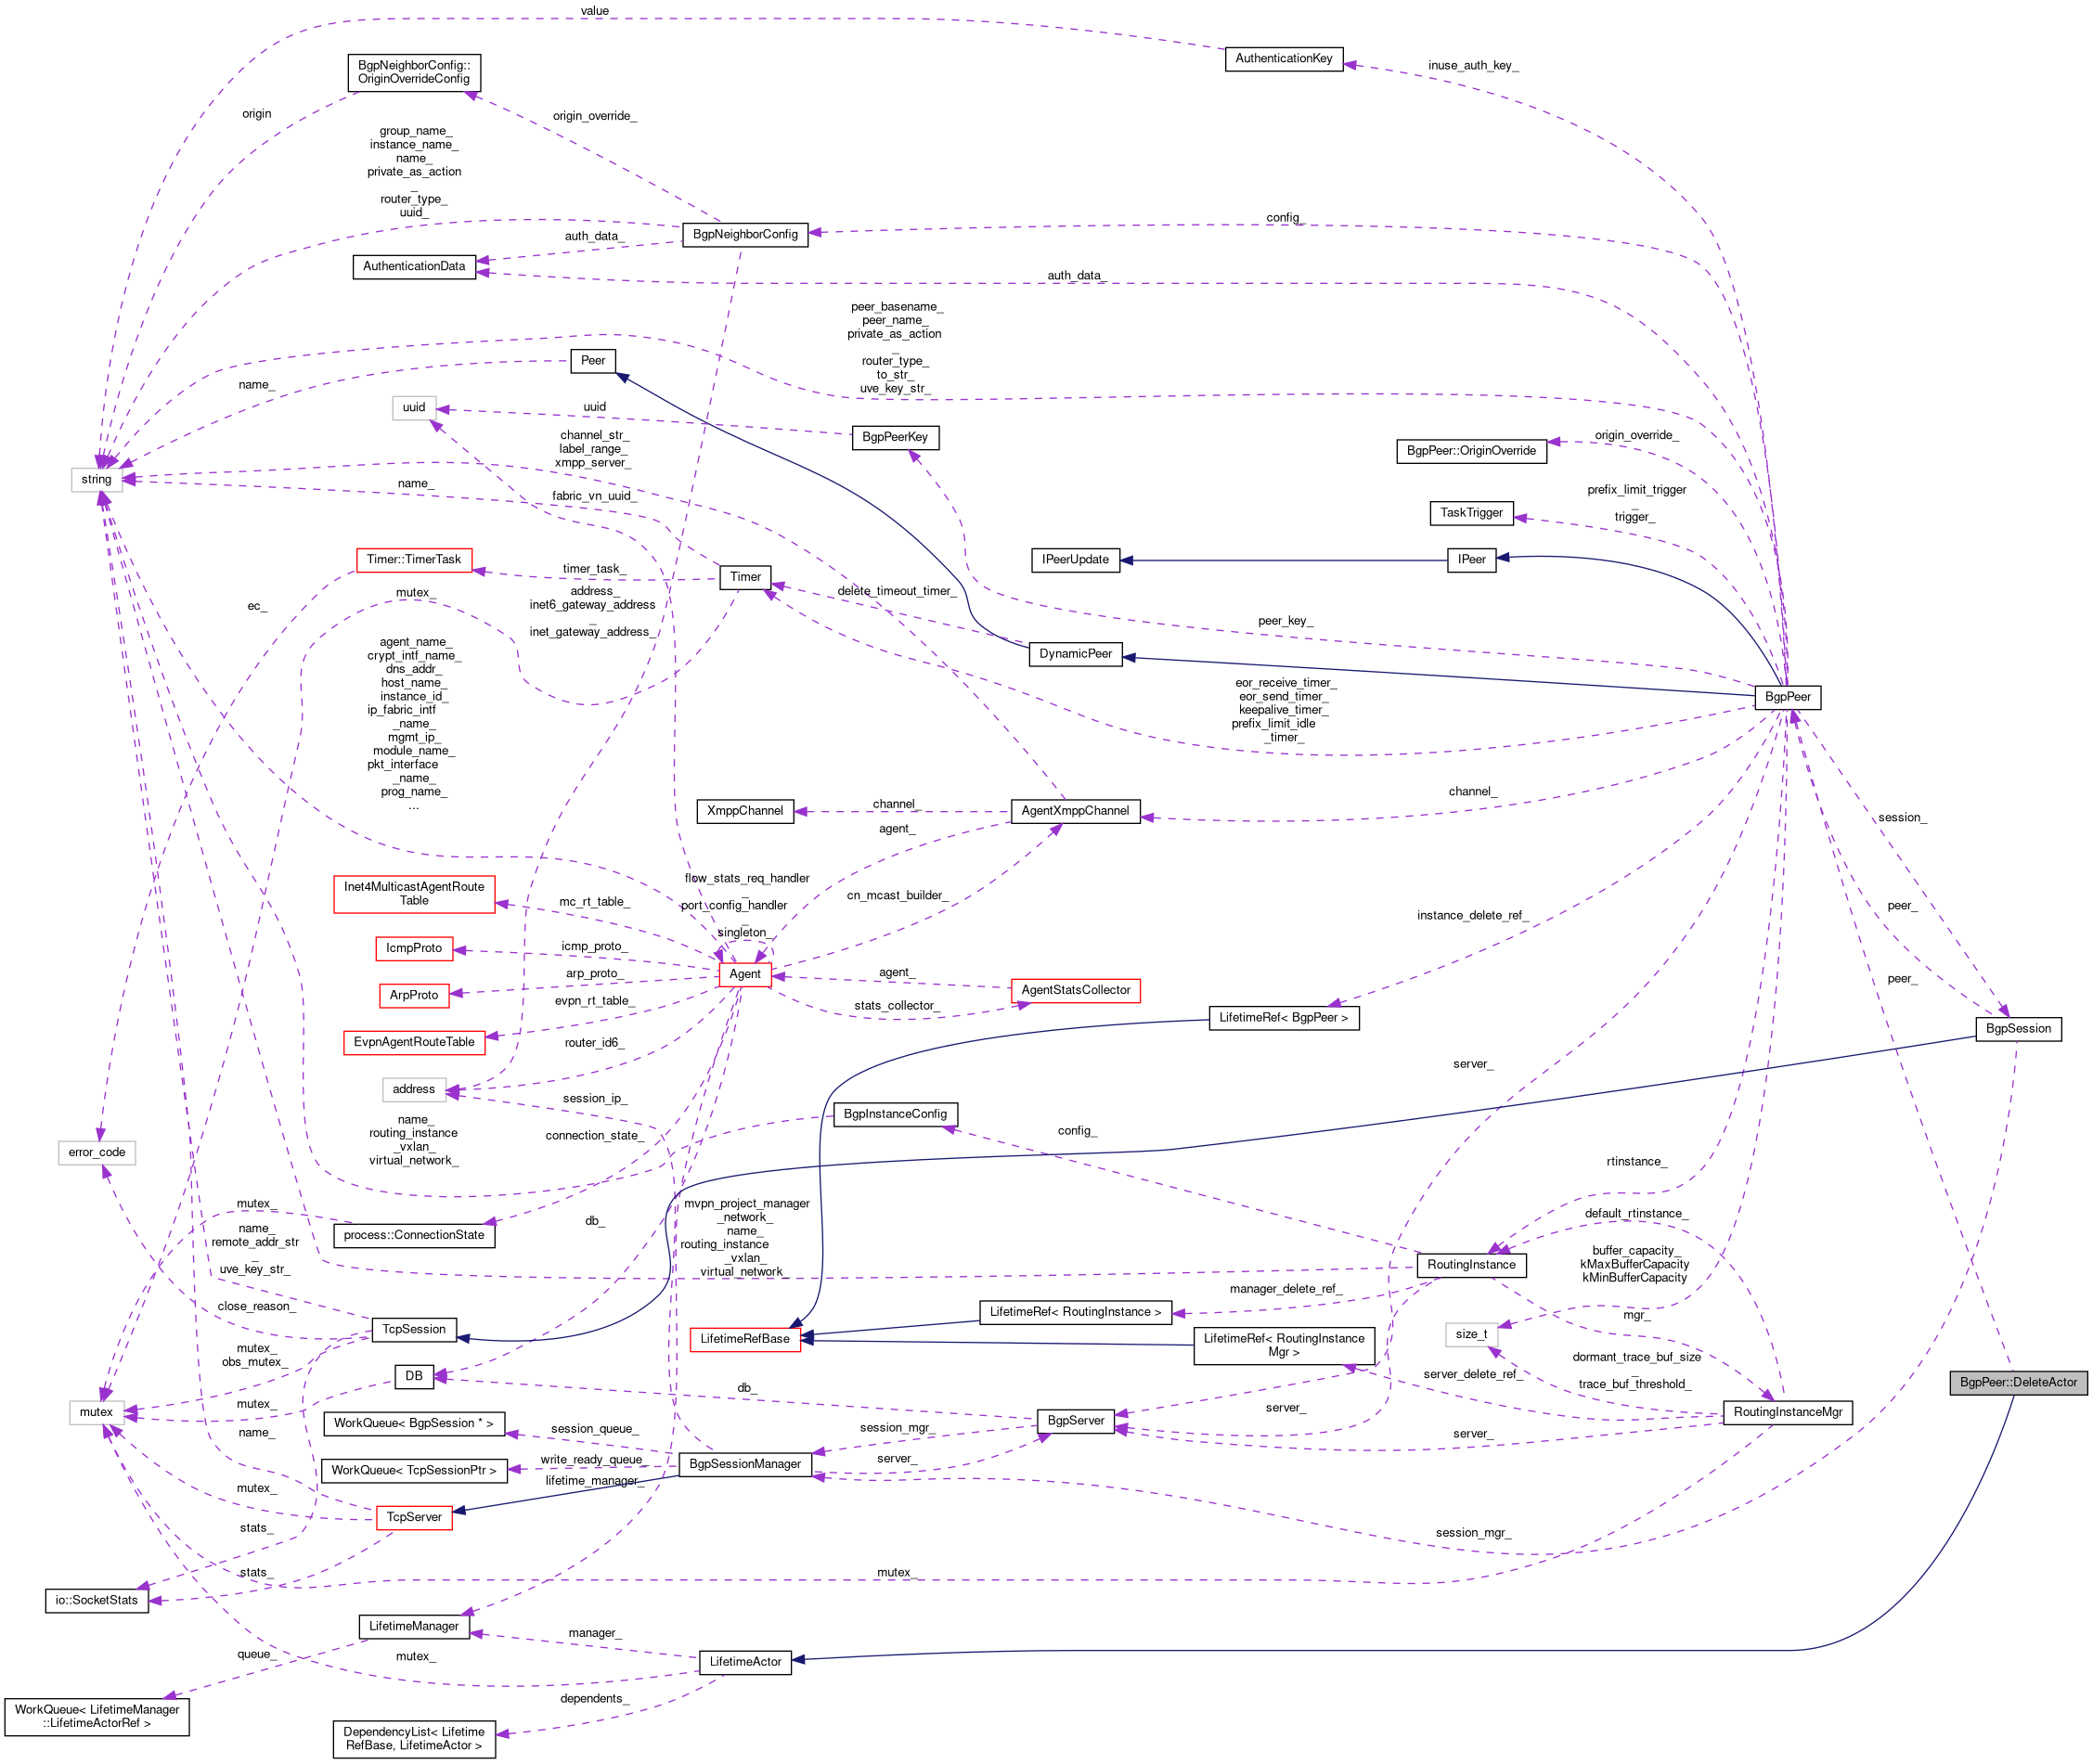 value
AuthenticationKey
inuse_auth_key_
BgpNeighborConfig::
OriginOverrideConfig
origin
origin_override_
group_name_
instance_name_
name_
private_as_action
_
router_type_
uuid_
BgpNeighborConfig
config_
auth_data_
AuthenticationData
auth_data_
peer_basename_
peer_name_
private_as_action
_
router_type_
to_str_
uve_key_str_
Peer
name_
uuid
uuid
BgpPeerKey
channel_str_
label_range_
xmpp_server_
BgpPeer::OriginOverride
origin_override_
string
name_
fabric_vn_uuid_
prefix_limit_trigger
_
trigger_
TaskTrigger
Timer::TimerTask
timer_task_
Timer
IPeerUpdate
IPeer
ec_
mutex_
address_
inet6_gateway_address
_
inet_gateway_address_
delete_timeout_timer_
peer_key_
DynamicPeer
agent_name_
crypt_intf_name_
dns_addr_
host_name_
instance_id_
ip_fabric_intf
_name_
mgmt_ip_
module_name_
pkt_interface
_name_
prog_name_
...
eor_receive_timer_
eor_send_timer_
keepalive_timer_
prefix_limit_idle
_timer_
BgpPeer
XmppChannel
channel_
AgentXmppChannel
channel_
session_
agent_
Inet4MulticastAgentRoute
Table
mc_rt_table_
flow_stats_req_handler
_
port_config_handler
_
singleton_
cn_mcast_builder_
instance_delete_ref_
peer_
IcmpProto
icmp_proto_
Agent
agent_
AgentStatsCollector
peer_
ArpProto
arp_proto_
evpn_rt_table_
stats_collector_
LifetimeRef< BgpPeer >
BgpSession
EvpnAgentRouteTable
router_id6_
server_
address
session_ip_
BgpInstanceConfig
name_
routing_instance
_vxlan_
virtual_network_
connection_state_
config_
error_code
rtinstance_
mutex_
process::ConnectionState
db_
mvpn_project_manager
_network_
name_
routing_instance
_vxlan_
virtual_network_
default_rtinstance_
name_
remote_addr_str
_
uve_key_str_
buffer_capacity_
kMaxBufferCapacity
kMinBufferCapacity
RoutingInstance
manager_delete_ref_
close_reason_
TcpSession
LifetimeRef< RoutingInstance >
mgr_
LifetimeRefBase
LifetimeRef< RoutingInstance
Mgr >
size_t
mutex_
obs_mutex_
DB
db_
server_delete_ref_
dormant_trace_buf_size
_
trace_buf_threshold_
BgpPeer::DeleteActor
mutex
mutex_
name_
WorkQueue< BgpSession * >
session_queue_
session_mgr_
BgpServer
server_
server_
RoutingInstanceMgr
WorkQueue< TcpSessionPtr >
write_ready_queue_
BgpSessionManager
server_
lifetime_manager_
mutex_
TcpServer
stats_
session_mgr_
stats_
mutex_
io::SocketStats
LifetimeManager
manager_
queue_
mutex_
LifetimeActor
WorkQueue< LifetimeManager
::LifetimeActorRef >
dependents_
DependencyList< Lifetime
RefBase, LifetimeActor >